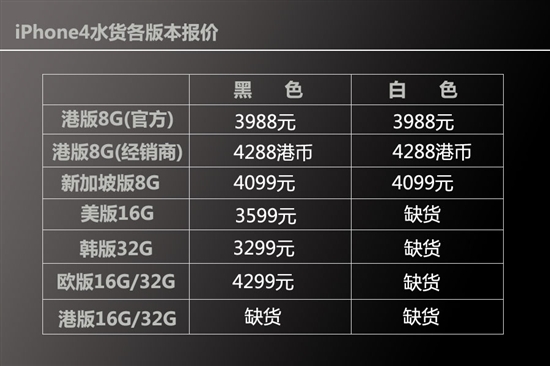 iPhone4水货各版本报价
黑 色 白 色
港版8G(官方) 3988元 3988元
港版8G(经销商) 4288港币 4288港币
新加坡版8G 4099元 4099元
美版16G 3599元 缺货
韩版32G 3299元 缺货
欧版16G/32G 4299元 缺货
港版16G/32G 缺货 缺货